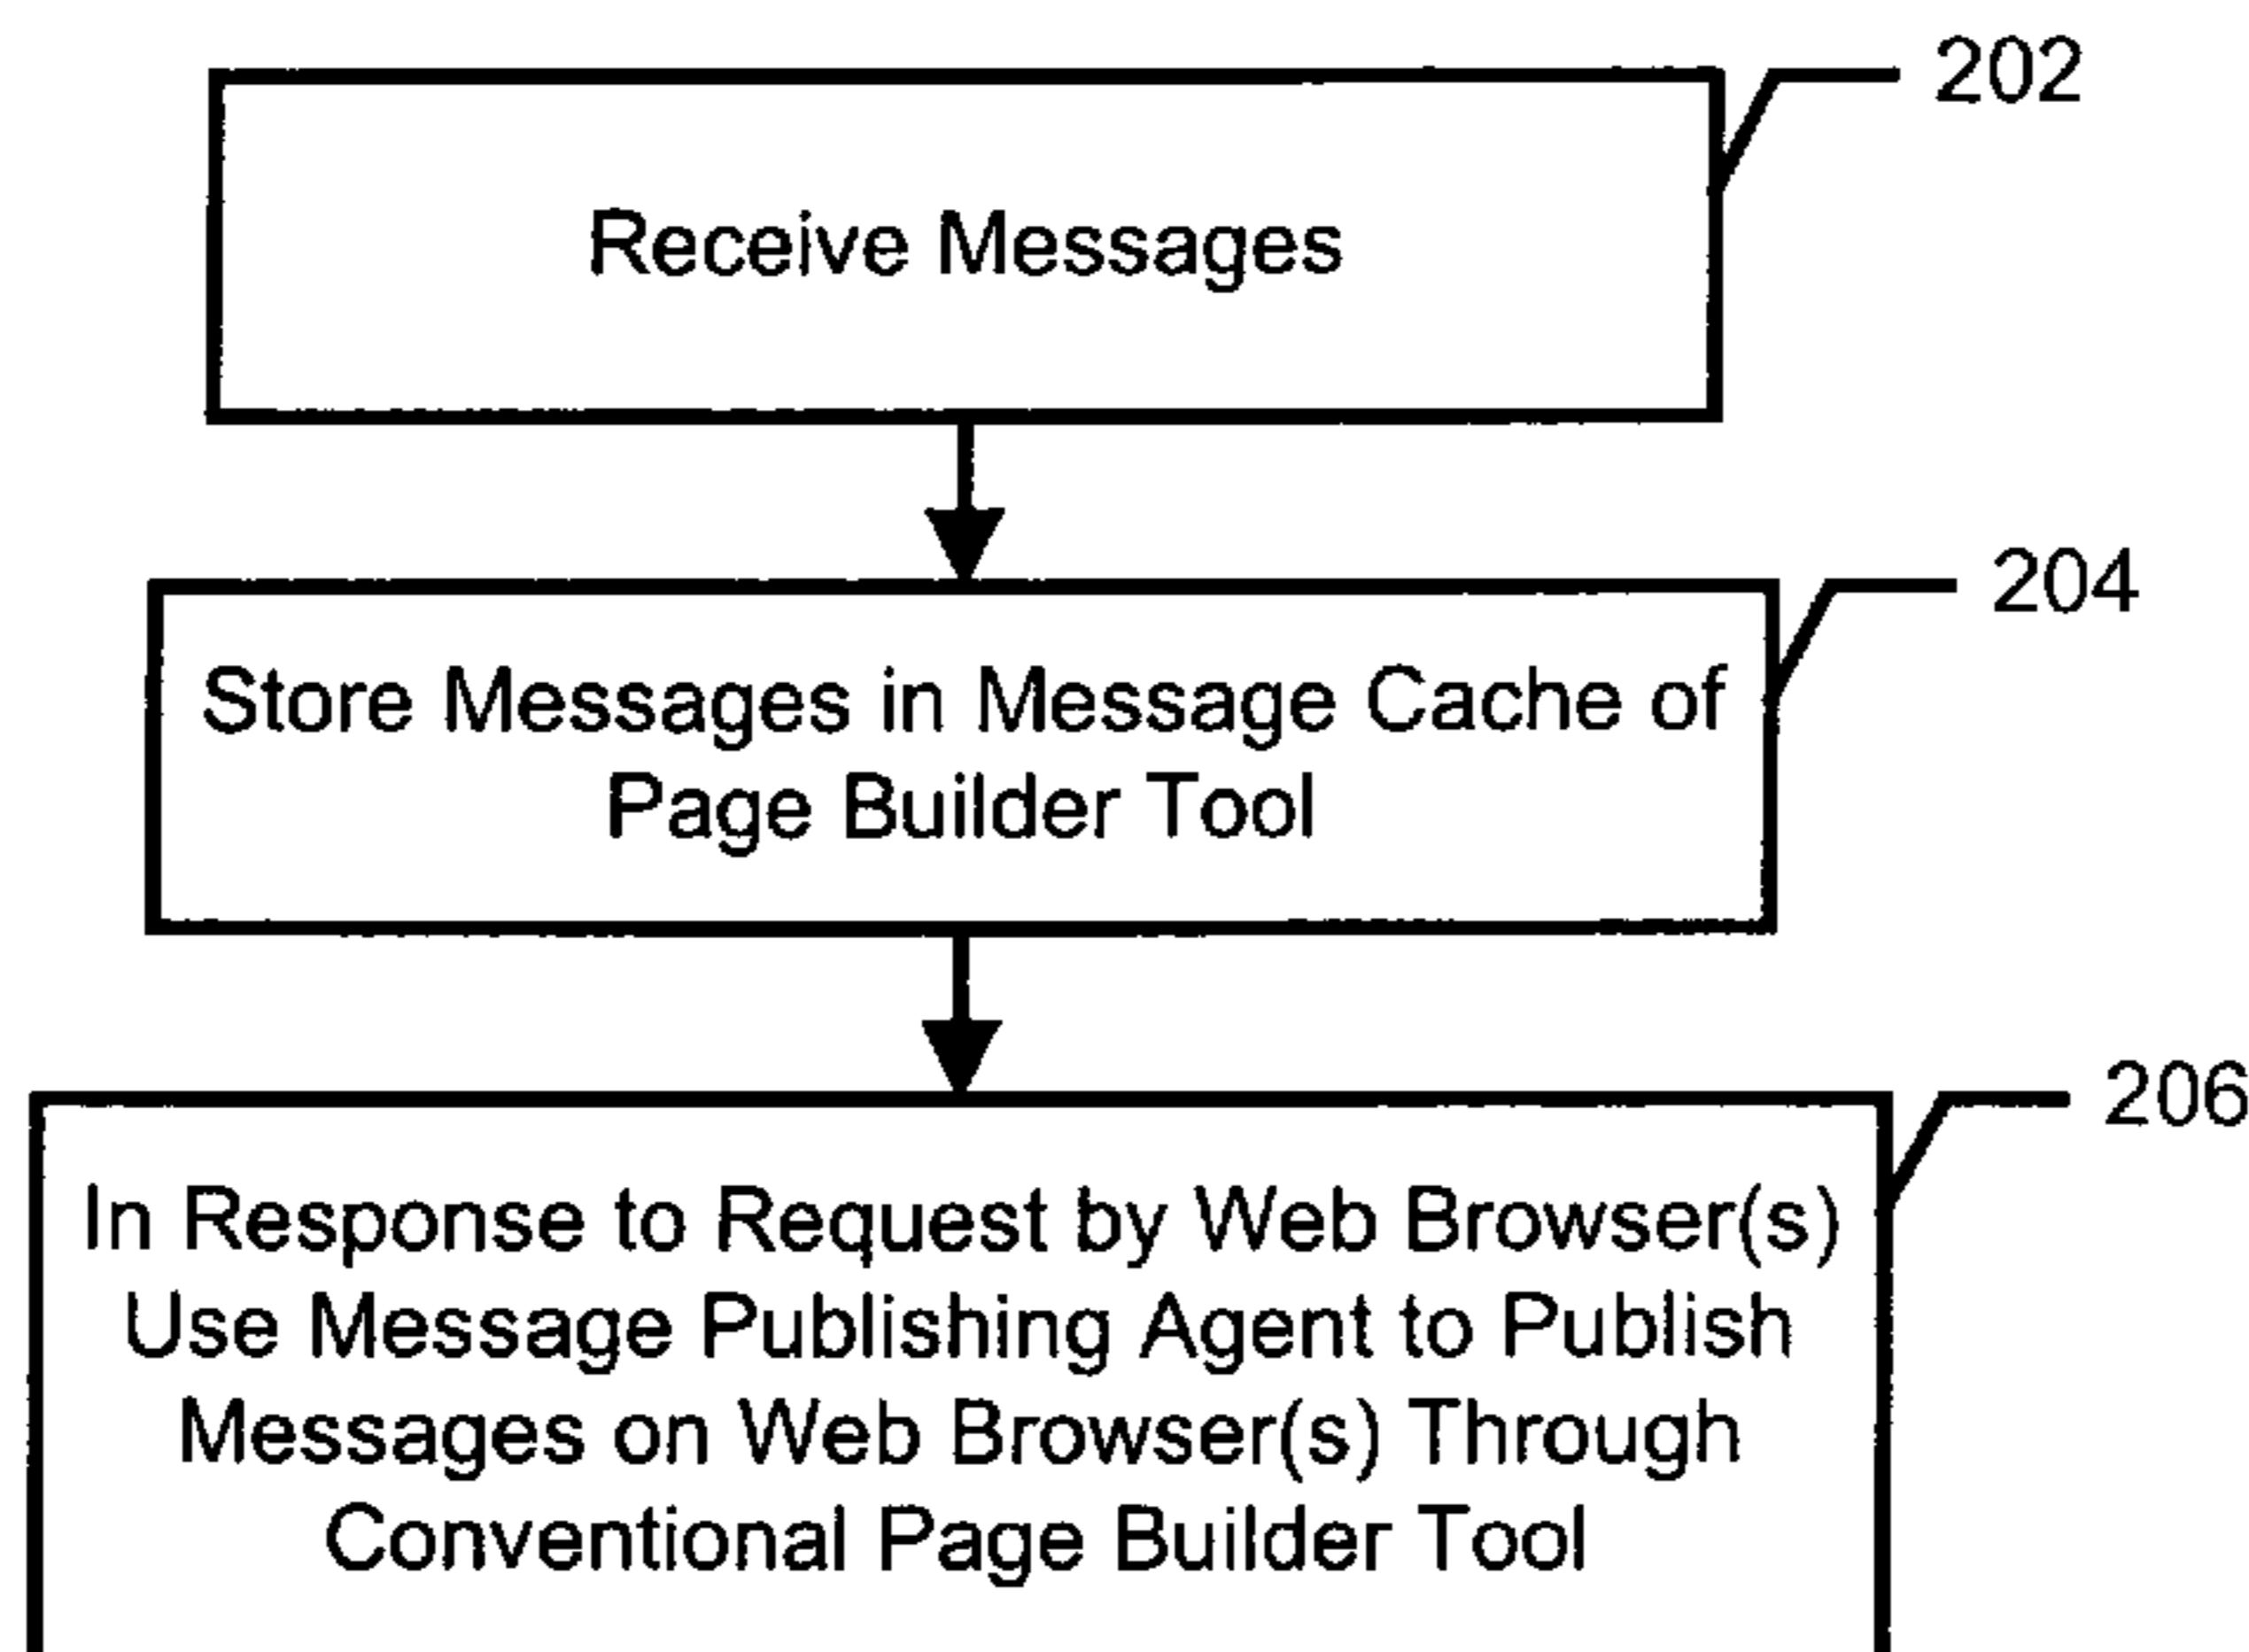 202
Receive Messages
204
Store Messages in Message Cache of
Page Builder Tool
206
In Response to Request by Web Browser(s)
Use Message Publishing Agent to Publish
Messages on Web Browser(s) Through
Conventional Page Builder Tool